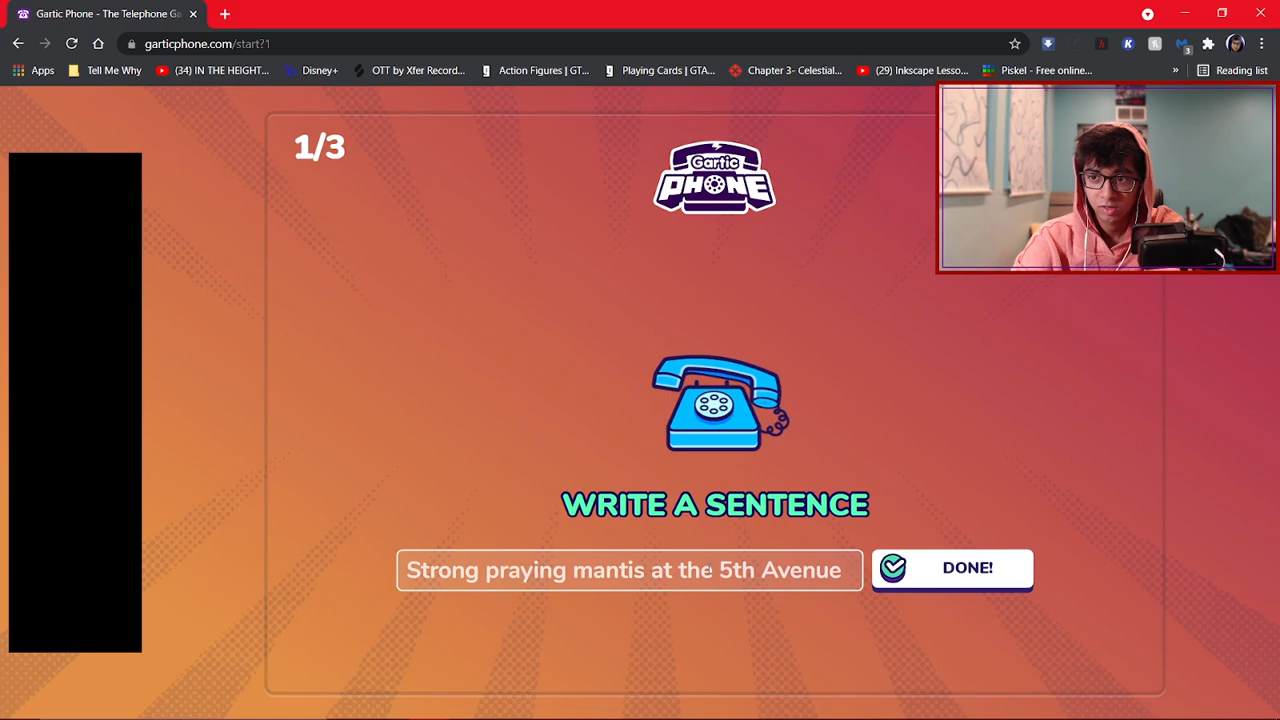 Gartic Phone - The Telephone Ga
garticphone.com/start?1
3
Apps
Tell Me Why
(34) IN THE HEIGHT...
Disney+
OTT by Xfer Record...
Action Figures | GT...
Playing Cards | GTA...
Chapter 3- Celestial...
(29) Inkscape Lesso...
Piskel - Free online...
»
Reading list
1/3
Gartic
PHONE
WRITE A SENTENCE
Strong praying mantis at the 5th Avenue
DONE!